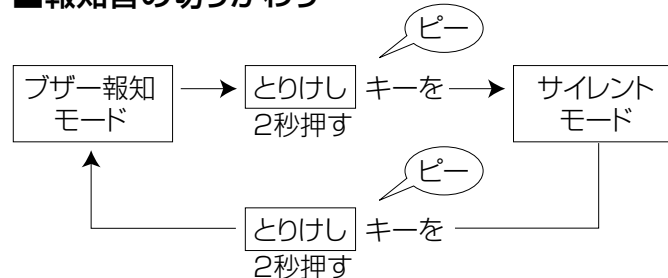 ■報知音の切りかわり
ピー
ブザー報知
モード
とりけし キーを
2秒押す
サイレント
モード
ピー
とりけし キーを
2秒押す